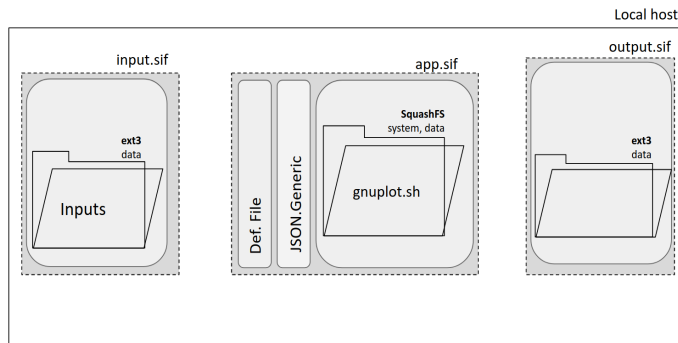 Local host
input.sif
app.sif
output.sif
ext3
data
Inputs
Def. File
JSON.Generic
SquashFS
system, data
gnuplot.sh
ext3
data